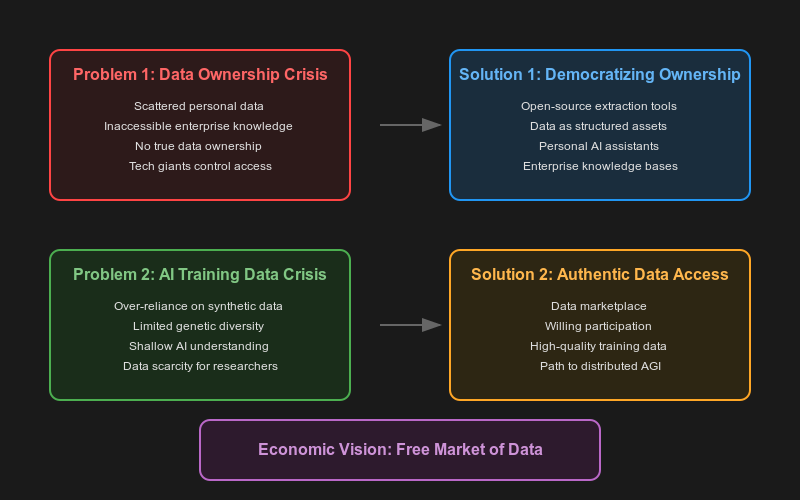 Problem 1: Data Ownership Crisis
Scattered personal data
Inaccessible enterprise knowledge
No true data ownership
Tech giants control access
Solution 1: Democratizing Ownership
Open-source extraction tools
Data as structured assets
Personal AI assistants
Enterprise knowledge bases
Problem 2: AI Training Data Crisis
Over-reliance on synthetic data
Limited genetic diversity
Shallow AI understanding
Data scarcity for researchers
Solution 2: Authentic Data Access
Data marketplace
Willing participation
High-quality training data
Path to distributed AGI
Economic Vision: Free Market of Data